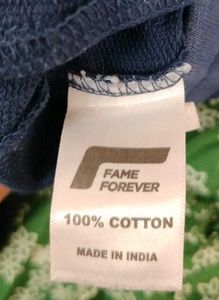 FAME
FOREVER
100% COTTON
MADE IN INDIA